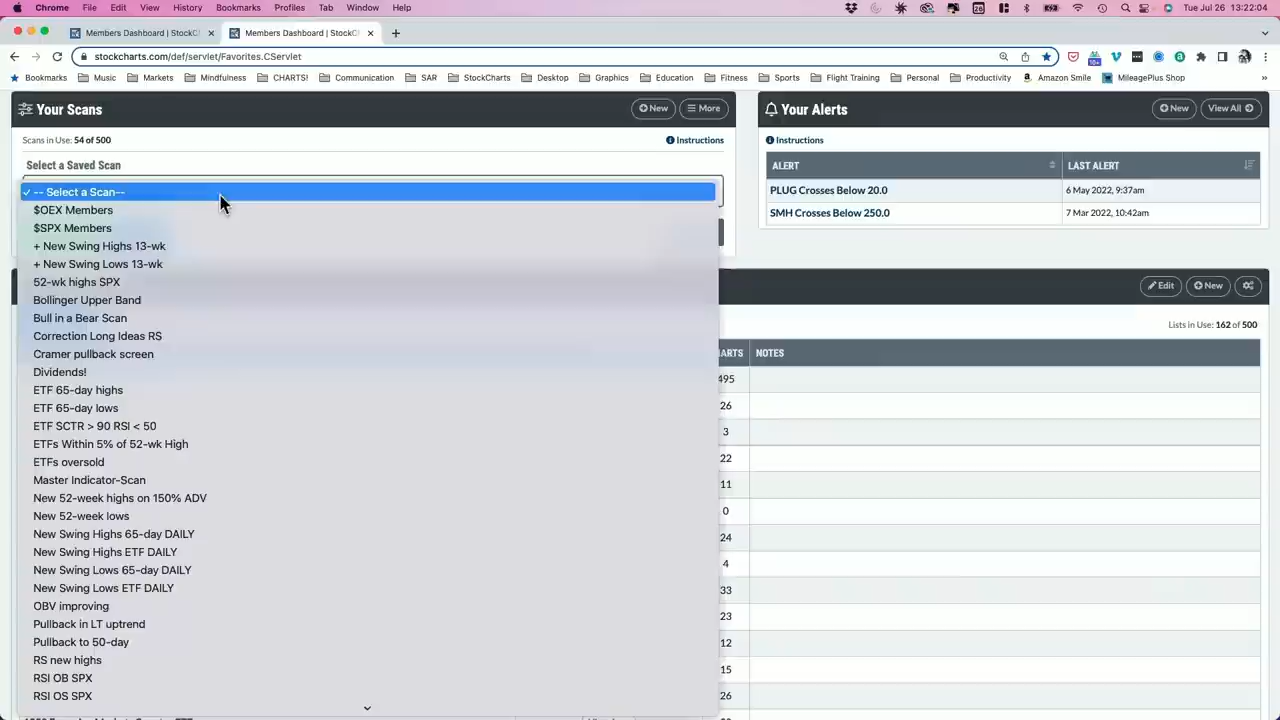 Chrome File Edit View History Bookmarks Profiles Tab Window Help Tue Jul 26 13:22:04
Members Dashboard | StockC × Members Dashboard | StockC × +
stockcharts.com/def/servlet/Favorites.CServlet
Bookmarks Music Markets Mindfulness CHARTS! Communication SAR StockCharts Desktop Graphics Education Fitness Sports Flight Training Personal Productivity Amazon Smile MileagePlus Shop
Your Scans New More
Scans in Use: 54 of 500 Instructions
Select a Saved Scan
✓ -- Select a Scan--
$OEX Members
$SPX Members
+ New Swing Highs 13-wk
+ New Swing Lows 13-wk
52-wk highs SPX
Bollinger Upper Band
Bull in a Bear Scan
Correction Long Ideas RS
Cramer pullback screen
Dividends!
ETF 65-day highs
ETF 65-day lows
ETF SCTR > 90 RSI < 50
ETFs Within 5% of 52-wk High
ETFs oversold
Master Indicator-Scan
New 52-week highs on 150% ADV
New 52-week lows
New Swing Highs 65-day DAILY
New Swing Highs ETF DAILY
New Swing Lows 65-day DAILY
New Swing Lows ETF DAILY
OBV improving
Pullback in LT uptrend
Pullback to 50-day
RS new highs
RSI OB SPX
RSI OS SPX
Your Alerts New View All
Instructions
ALERT LAST ALERT
PLUG Crosses Below 20.0 6 May 2022, 9:37am
SMH Crosses Below 250.0 7 Mar 2022, 10:42am
Edit New
Lists in Use: 162 of 500
ARTS NOTES
495
26
3
22
11
0
24
4
33
23
12
15
26